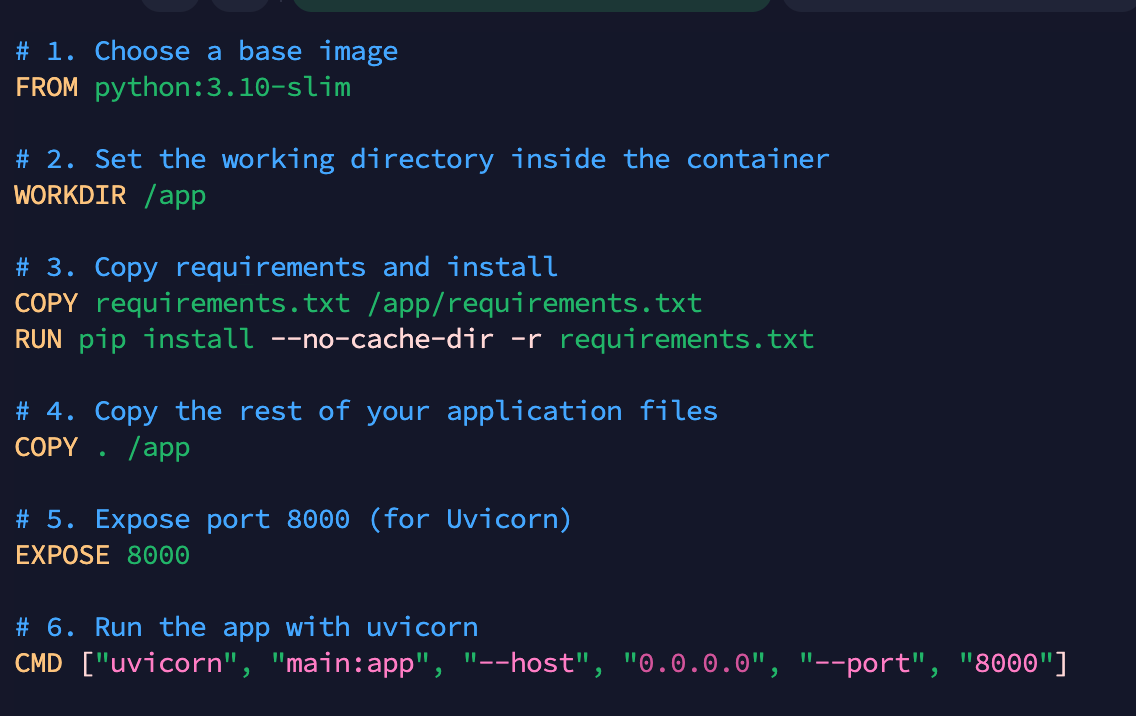 # 1. Choose a base image
FROM python:3.10-slim
# 2. Set the working directory inside the container
WORKDIR /app
# 3. Copy requirements and install
COPY requirements.txt /app/requirements.txt
RUN pip install --no-cache-dir -r requirements.txt
# 4. Copy the rest of your application files
COPY . /app
# 5. Expose port 8000 (for Uvicorn)
EXPOSE 8000
# 6. Run the app with uvicorn
CMD ["uvicorn", "main:app", "--host", "0.0.0.0", "--port", "8000"]